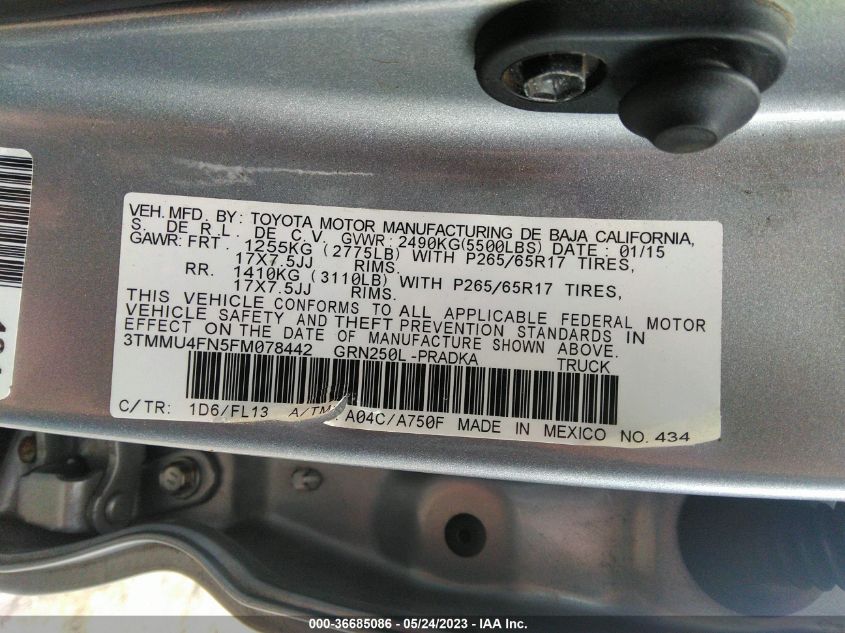 VEH. MFD. BY: TOYOTA MOTOR MANUFACTURING DE BAJA CALIFORNIA,
S. DE R.L. DE C.V. GVWR: 2490KG(5500LBS) DATE: 01/15
GAWR: FRT. 1255KG (2775LB) WITH P265/65R17 TIRES,
17X7.5JJ RIMS.
RR. 1410KG (3110LB) WITH P265/65R17 TIRES,
17X7.5JJ RIMS.
THIS VEHICLE CONFORMS TO ALL APPLICABLE FEDERAL MOTOR
VEHICLE SAFETY AND THEFT PREVENTION STANDARDS IN
EFFECT ON THE DATE OF MANUFACTURE SHOWN ABOVE.
3TMMU4FN5FM078442 GRN250L-PRADKA TRUCK
C/TR: 1D6/FL13 A/TM: A04C/A750F MADE IN MEXICO NO. 434
000-36685086 - 05/24/2023 - IAA Inc.